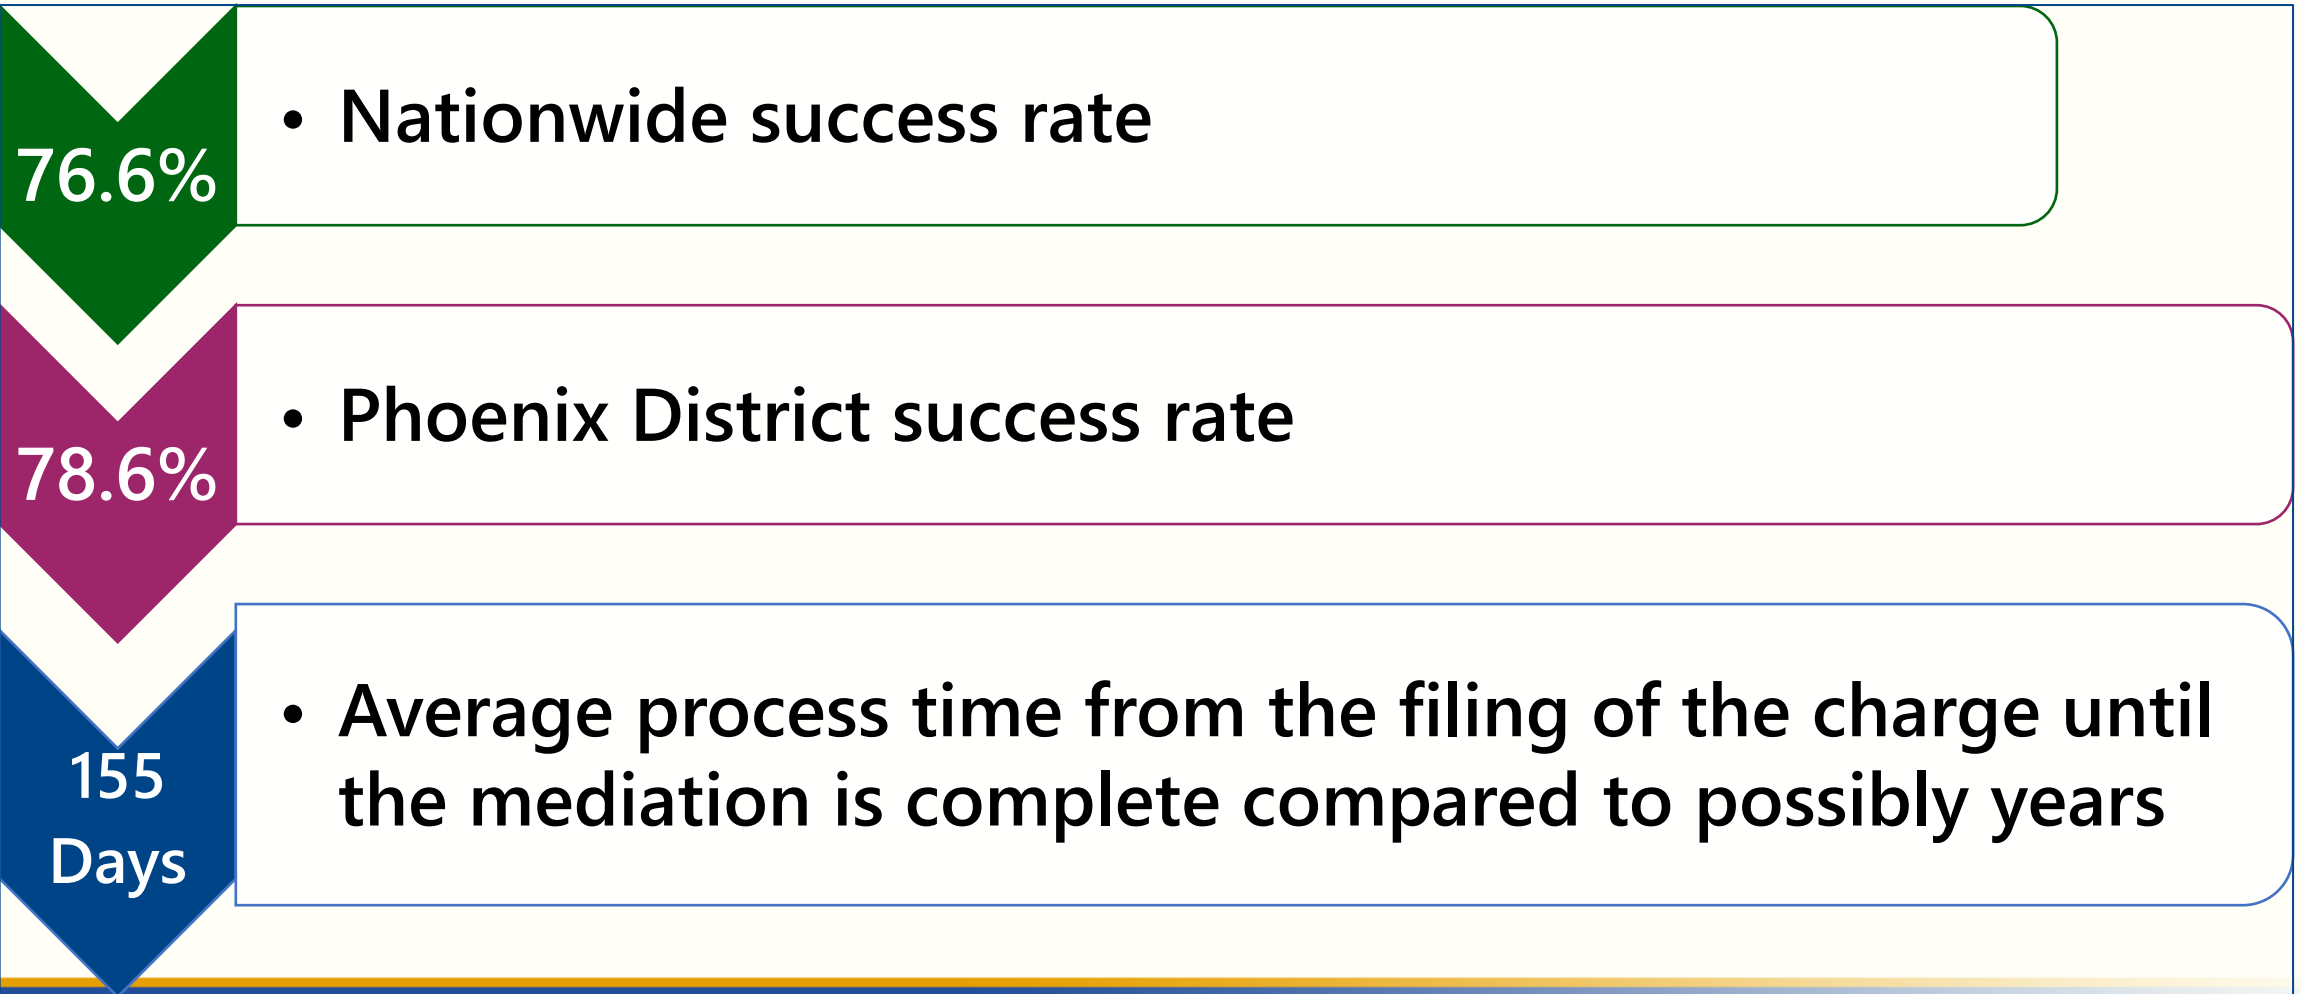 76.6%
• Nationwide success rate
78.6%
• Phoenix District success rate
155
Days
• Average process time from the filing of the charge until
the mediation is complete compared to possibly years